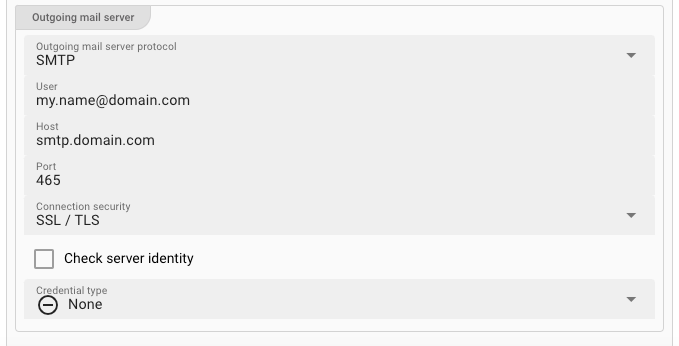 Outgoing mail server
Outgoing mail server protocol
SMTP
User
my.name@domain.com
Host
smtp.domain.com
Port
465
Connection security
SSL / TLS
Check server identity
Credential type
None